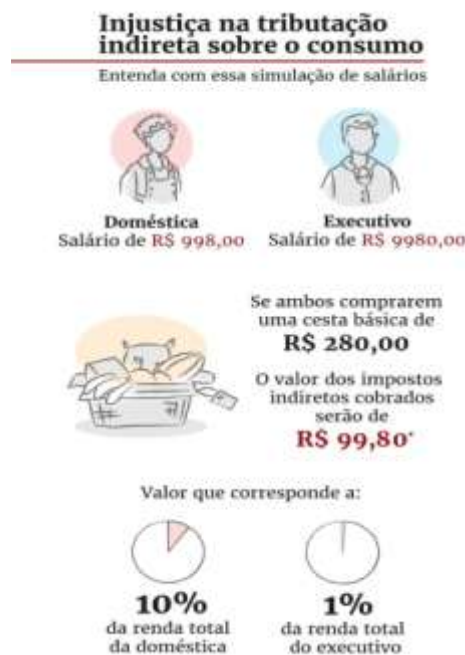 Injustiça na tributação
indireta sobre o consumo
Entenda com essa simulação de salários
Doméstica
Salário de R$ 998,00
Executivo
Salário de R$ 9980,00
Se ambos comprarem
uma cesta básica de
R$ 280,00
O valor dos impostos
indiretos cobrados
serão de
R$ 99,80*
Valor que corresponde a:
10%
da renda total
da doméstica
1%
da renda total
do executivo